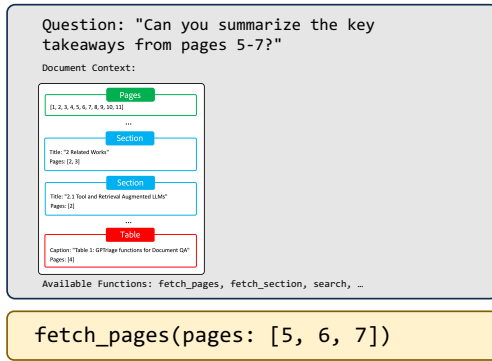 Question: "Can you summarize the key
takeaways from pages 5-7?"
Document Context:
Pages
[1, 2, 3, 4, 5, 6, 7, 8, 9, 10, 11]
...
Section
Title: "2 Related Works"
Pages: [2, 3]
Section
Title: "2.1 Tool and Retrieval Augmented LLMs"
Pages: [2]
...
Table
Caption: "Table 1: GPTriage functions for Document QA"
Pages: [4]
Available Functions: fetch_pages, fetch_section, search, …
fetch_pages(pages: [5, 6, 7])